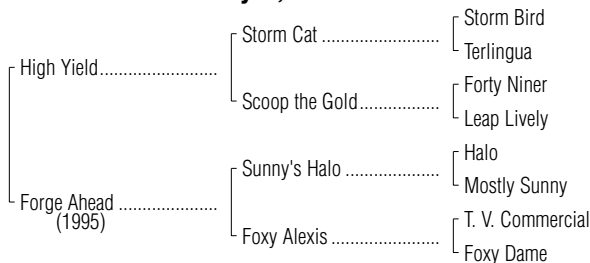 Storm Bird
Storm Cat ..............................
Terlingua
High Yield..............................
Forty Niner
Scoop the Gold....................
Leap Lively
Halo
Sunny's Halo ........................
Mostly Sunny
Forge Ahead .........................
(1995)
T. V. Commercial
Foxy Alexis ...........................
Foxy Dame